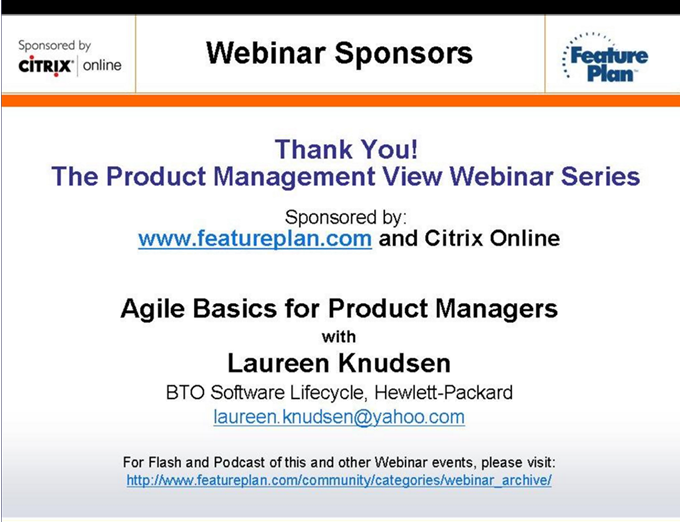 Sponsored by
CİTRIX online
Webinar Sponsors
Feature
Plan™
Thank You!
The Product Management View Webinar Series
Sponsored by:
www.featureplan.com and Citrix Online
Agile Basics for Product Managers
with
Laureen Knudsen
BTO Software Lifecycle, Hewlett-Packard
laureen.knudsen@yahoo.com
For Flash and Podcast of this and other Webinar events, please visit:
http://www.featureplan.com/community/categories/webinar_archive/